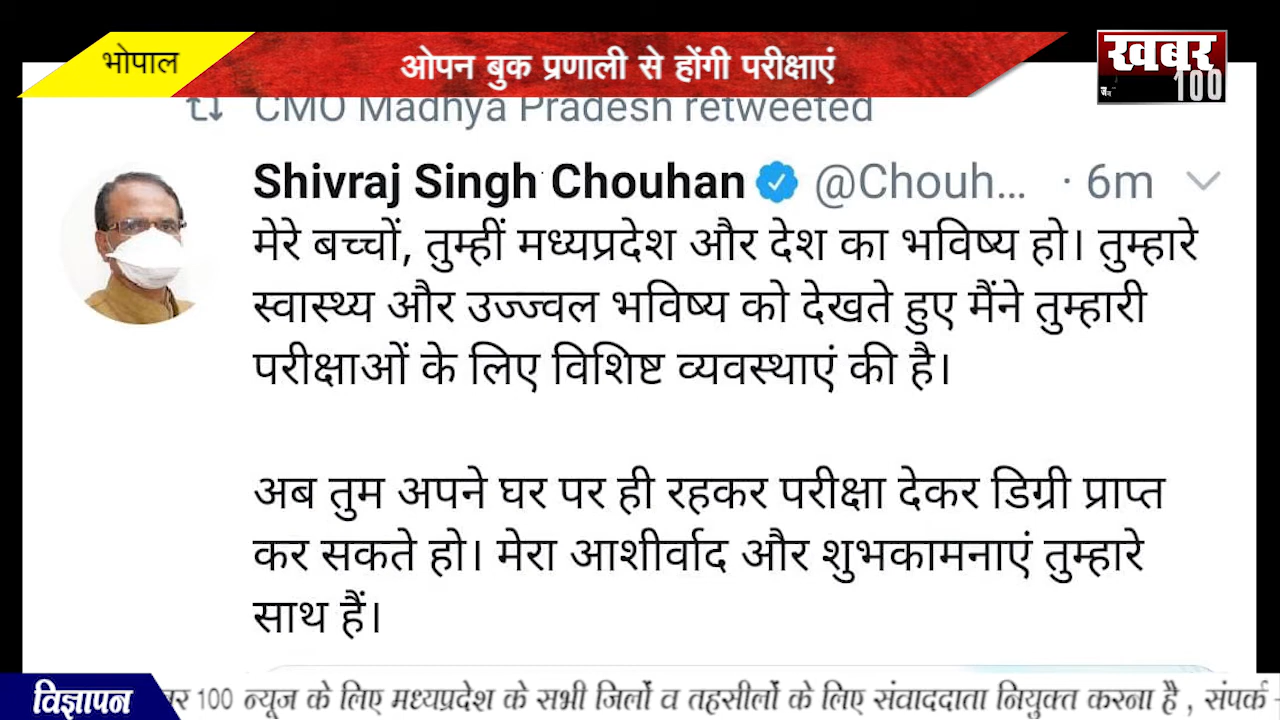 भोपाल
ओपन बुक प्रणाली से होंगी परीक्षाएं
खबर
100
CMO Madhya Pradesh retweeted
Shivraj Singh Chouhan @Chouh... · 6m
मेरे बच्चों, तुम्हीं मध्यप्रदेश और देश का भविष्य हो। तुम्हारे
स्वास्थ्य और उज्ज्वल भविष्य को देखते हुए मैंने तुम्हारी
परीक्षाओं के लिए विशिष्ट व्यवस्थाएं की है।
अब तुम अपने घर पर ही रहकर परीक्षा देकर डिग्री प्राप्त
कर सकते हो। मेरा आशीर्वाद और शुभकामनाएं तुम्हारे
साथ हैं।
विज्ञापन
100 न्यूज के लिए मध्यप्रदेश के सभी जिलों व तहसीलों के लिए संवाददाता नियुक्त करना है , संपर्क -